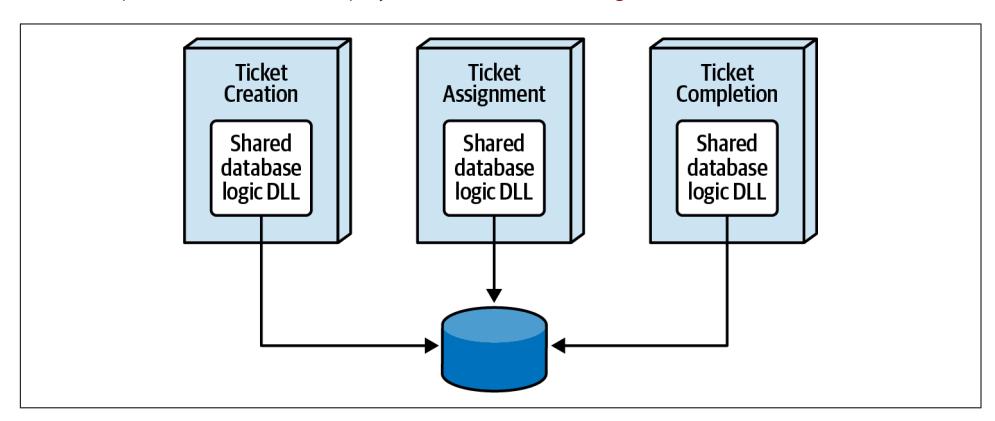 Ticket
Creation
Shared
database
logic DLL
Ticket
Assignment
Shared
database
logic DLL
Ticket
Completion
Shared
database
logic DLL